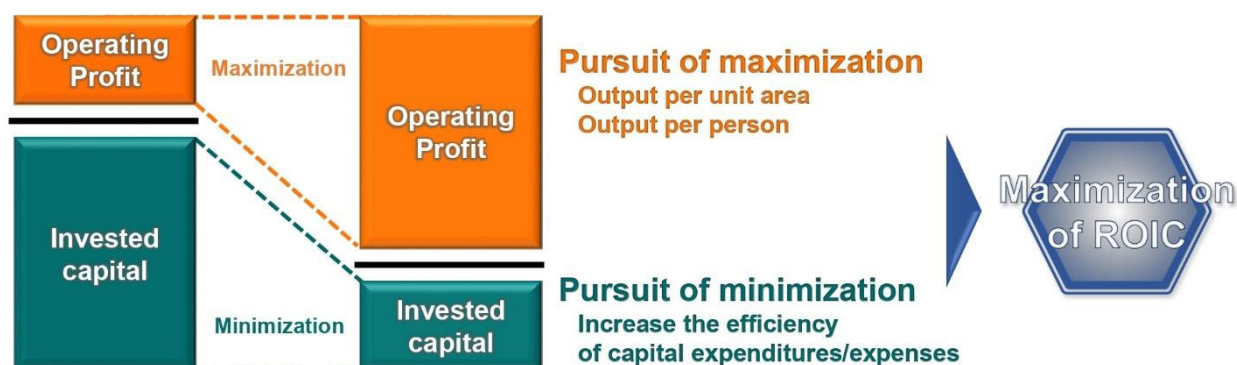 Operating
Profit
Invested
capital
Maximization
Minimization
Operating
Profit
Invested
capital
Pursuit of maximization
Output per unit area
Output per person
Pursuit of minimization
Increase the efficiency
of capital expenditures/expenses
Maximization
of ROIC